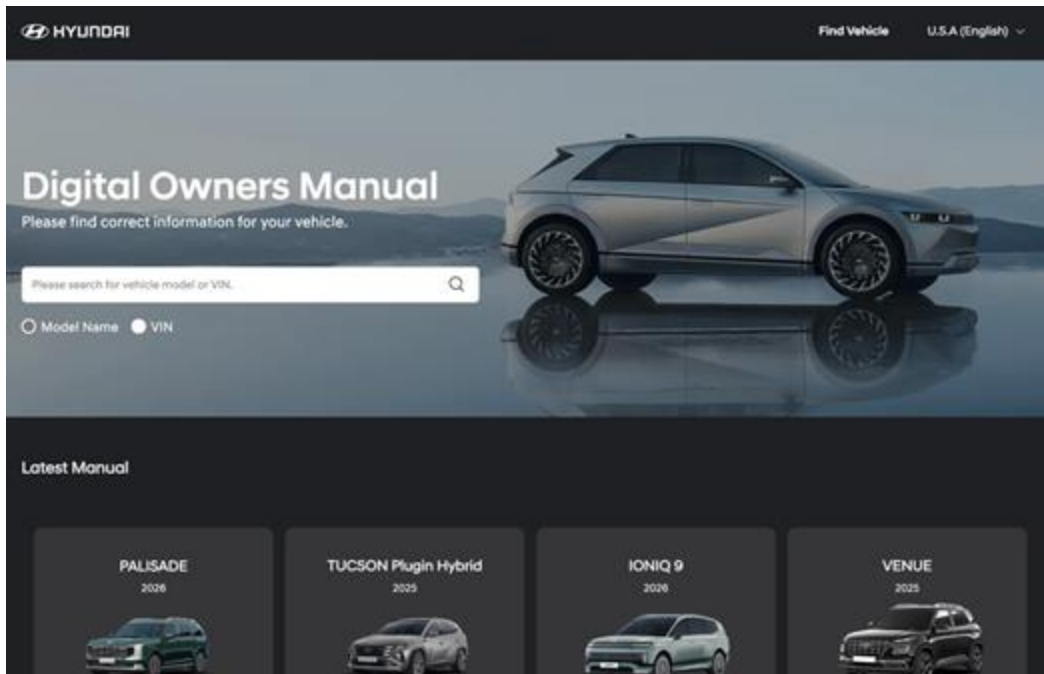 HYUNDAI
Find Vehicle
U.S.A (English)
Digital Owners Manual
Please find correct information for your vehicle.
Please search for vehicle model or VIN.
Model Name
VIN
Latest Manual
PALISADE
2026
TUCSON Plugin Hybrid
2025
IONIQ 9
2026
VENUE
2025